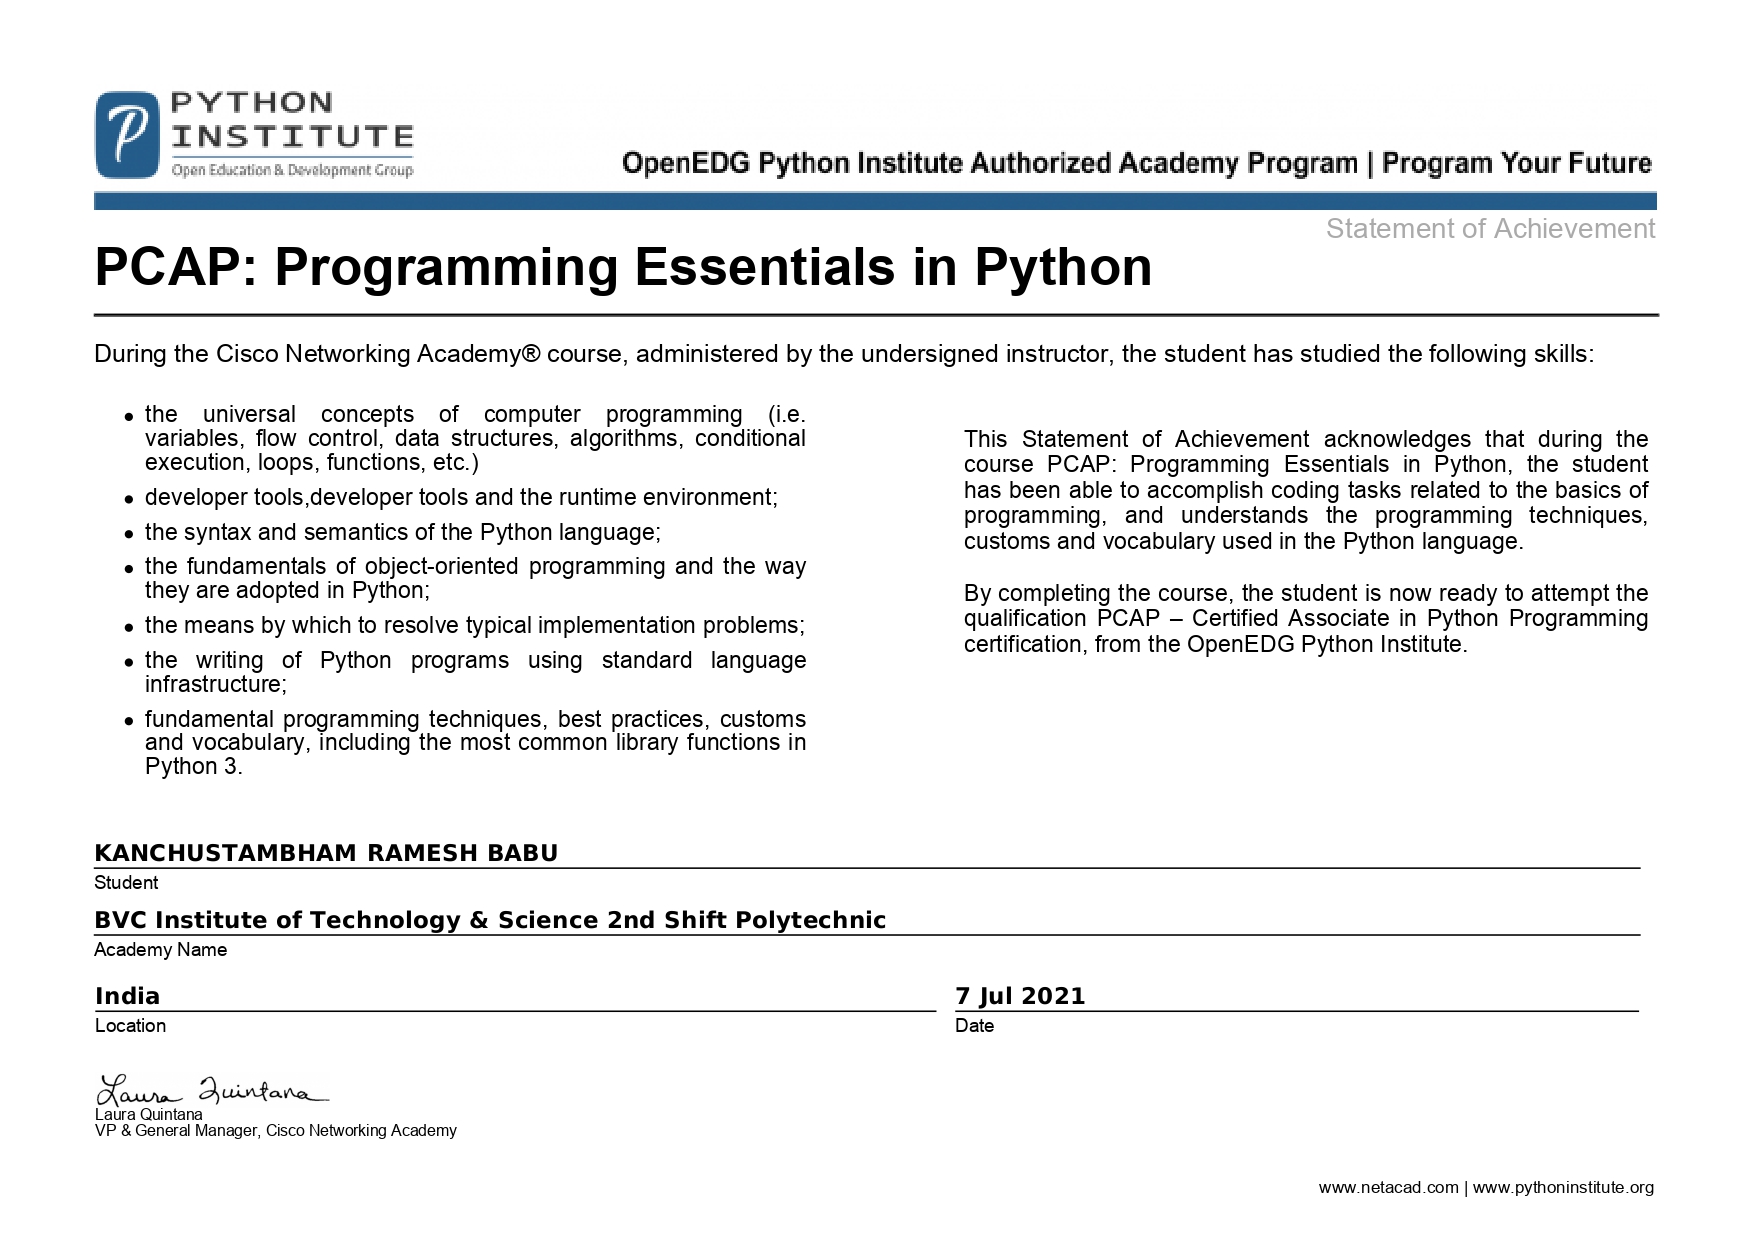 PYTHON
INSTITUTE
Open Education & Development Group
OpenEDG Python Institute Authorized Academy Program | Program Your Future
Statement of Achievement
PCAP: Programming Essentials in Python
During the Cisco Networking Academy® course, administered by the undersigned instructor, the student has studied the following skills:
• the universal concepts of computer programming (i.e.
variables, flow control, data structures, algorithms, conditional
execution, loops, functions, etc.)
• developer tools,developer tools and the runtime environment;
• the syntax and semantics of the Python language;
• the fundamentals of object-oriented programming and the way
they are adopted in Python;
• the means by which to resolve typical implementation problems;
• the writing of Python programs using standard language
infrastructure;
• fundamental programming techniques, best practices, customs
and vocabulary, including the most common library functions in
Python 3.
This Statement of Achievement acknowledges that during the
course PCAP: Programming Essentials in Python, the student
has been able to accomplish coding tasks related to the basics of
programming, and understands the programming techniques,
customs and vocabulary used in the Python language.
By completing the course, the student is now ready to attempt the
qualification PCAP – Certified Associate in Python Programming
certification, from the OpenEDG Python Institute.
KANCHUSTAMBHAM RAMESH BABU
Student
BVC Institute of Technology & Science 2nd Shift Polytechnic
Academy Name
India
Location
7 Jul 2021
Date
Laura Quintana
Laura Quintana
VP & General Manager, Cisco Networking Academy
www.netacad.com | www.pythoninstitute.org